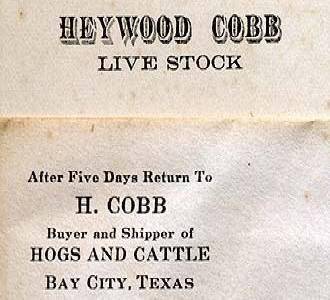 HEYWOOD COBB
LIVE STOCK
After Five Days Return To
H. COBB
Buyer and Shipper of
HOGS AND CATTLE
BAY CITY, TEXAS